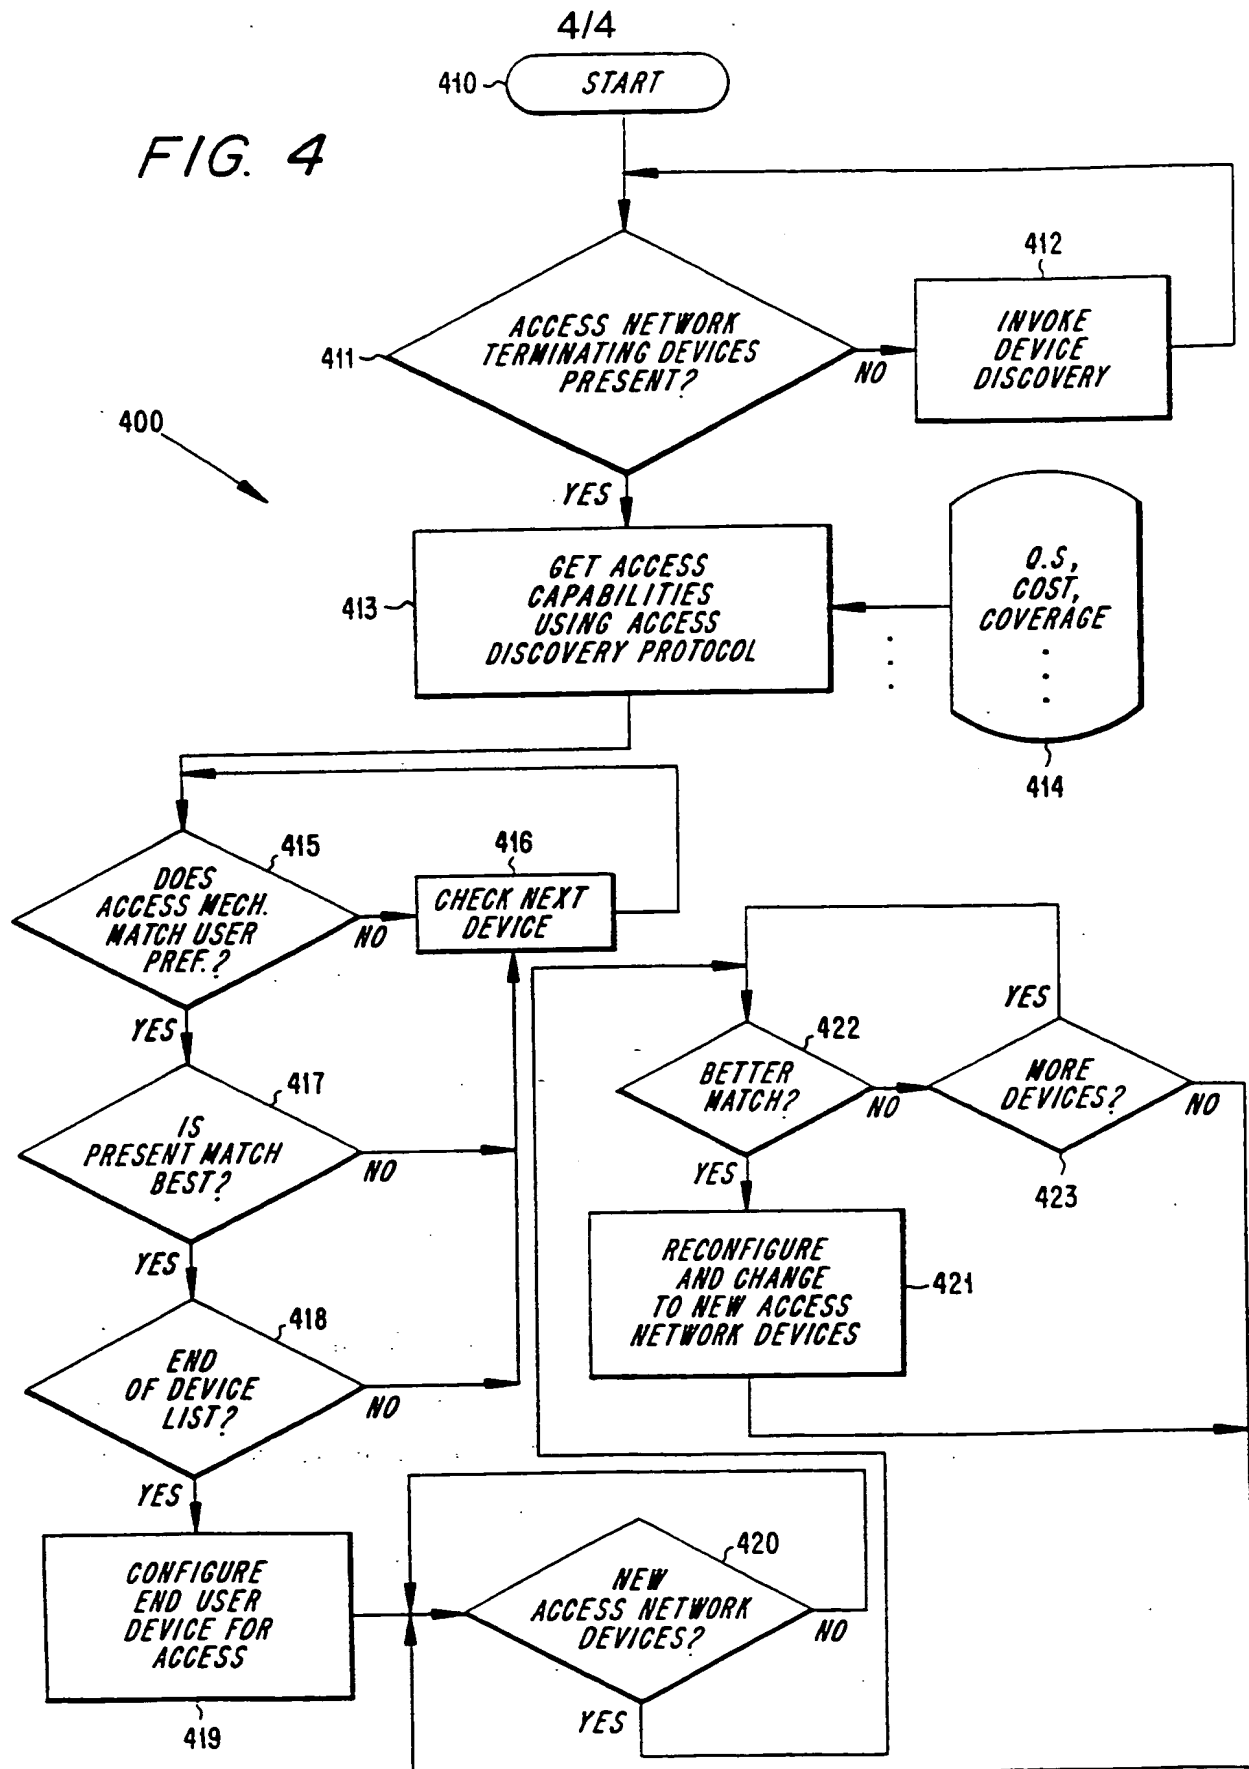 4/4
410
START
FIG. 4
412
INVOKE
DEVICE
DISCOVERY
411
ACCESS NETWORK
TERMINATING DEVICES
PRESENT?
NO
400
YES
413
GET ACCESS
CAPABILITIES
USING ACCESS
DISCOVERY PROTOCOL
Q.S,
COST,
COVERAGE
414
415
DOES
ACCESS MECH.
MATCH USER
PREF.?
NO
416
CHECK NEXT
DEVICE
YES
417
IS
PRESENT MATCH
BEST?
NO
YES
418
END
OF DEVICE
LIST?
NO
YES
CONFIGURE
END USER
DEVICE FOR
ACCESS
419
420
NEW
ACCESS NETWORK
DEVICES?
NO
YES
422
BETTER
MATCH?
NO
YES
MORE
DEVICES?
NO
423
YES
RECONFIGURE
AND CHANGE
TO NEW ACCESS
NETWORK DEVICES
421